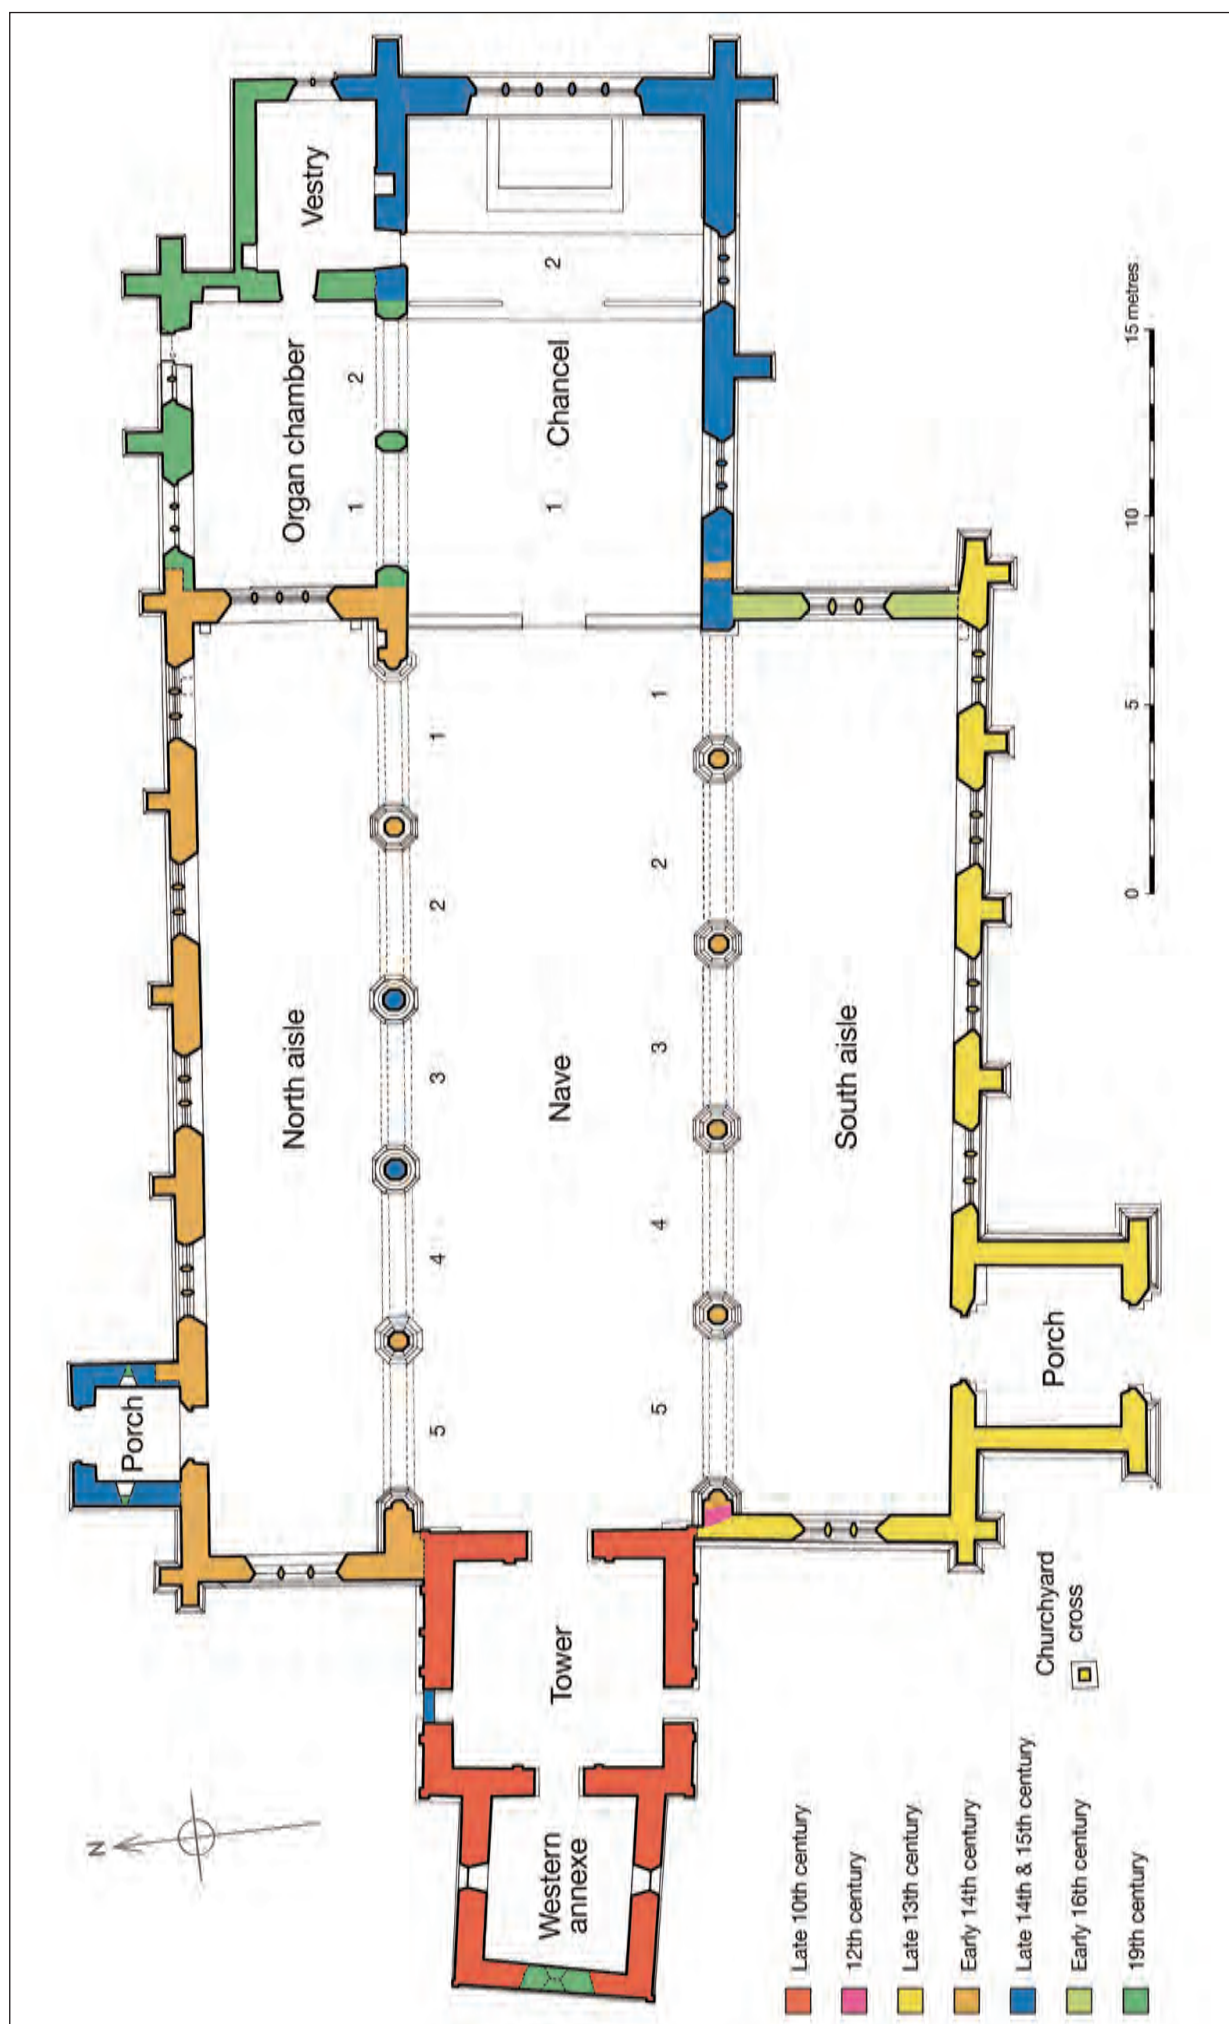 N
Porch
North aisle
Organ chamber
Vestry
1
2
5
4
3
2
1
Western
annexe
Tower
Nave
Chancel
1
2
5
4
3
2
1
South aisle
Porch
Churchyard
cross
0
5
10
15 metres
Late 10th century
12th century
Late 13th century
Early 14th century
Late 14th & 15th century
Early 16th century
19th century